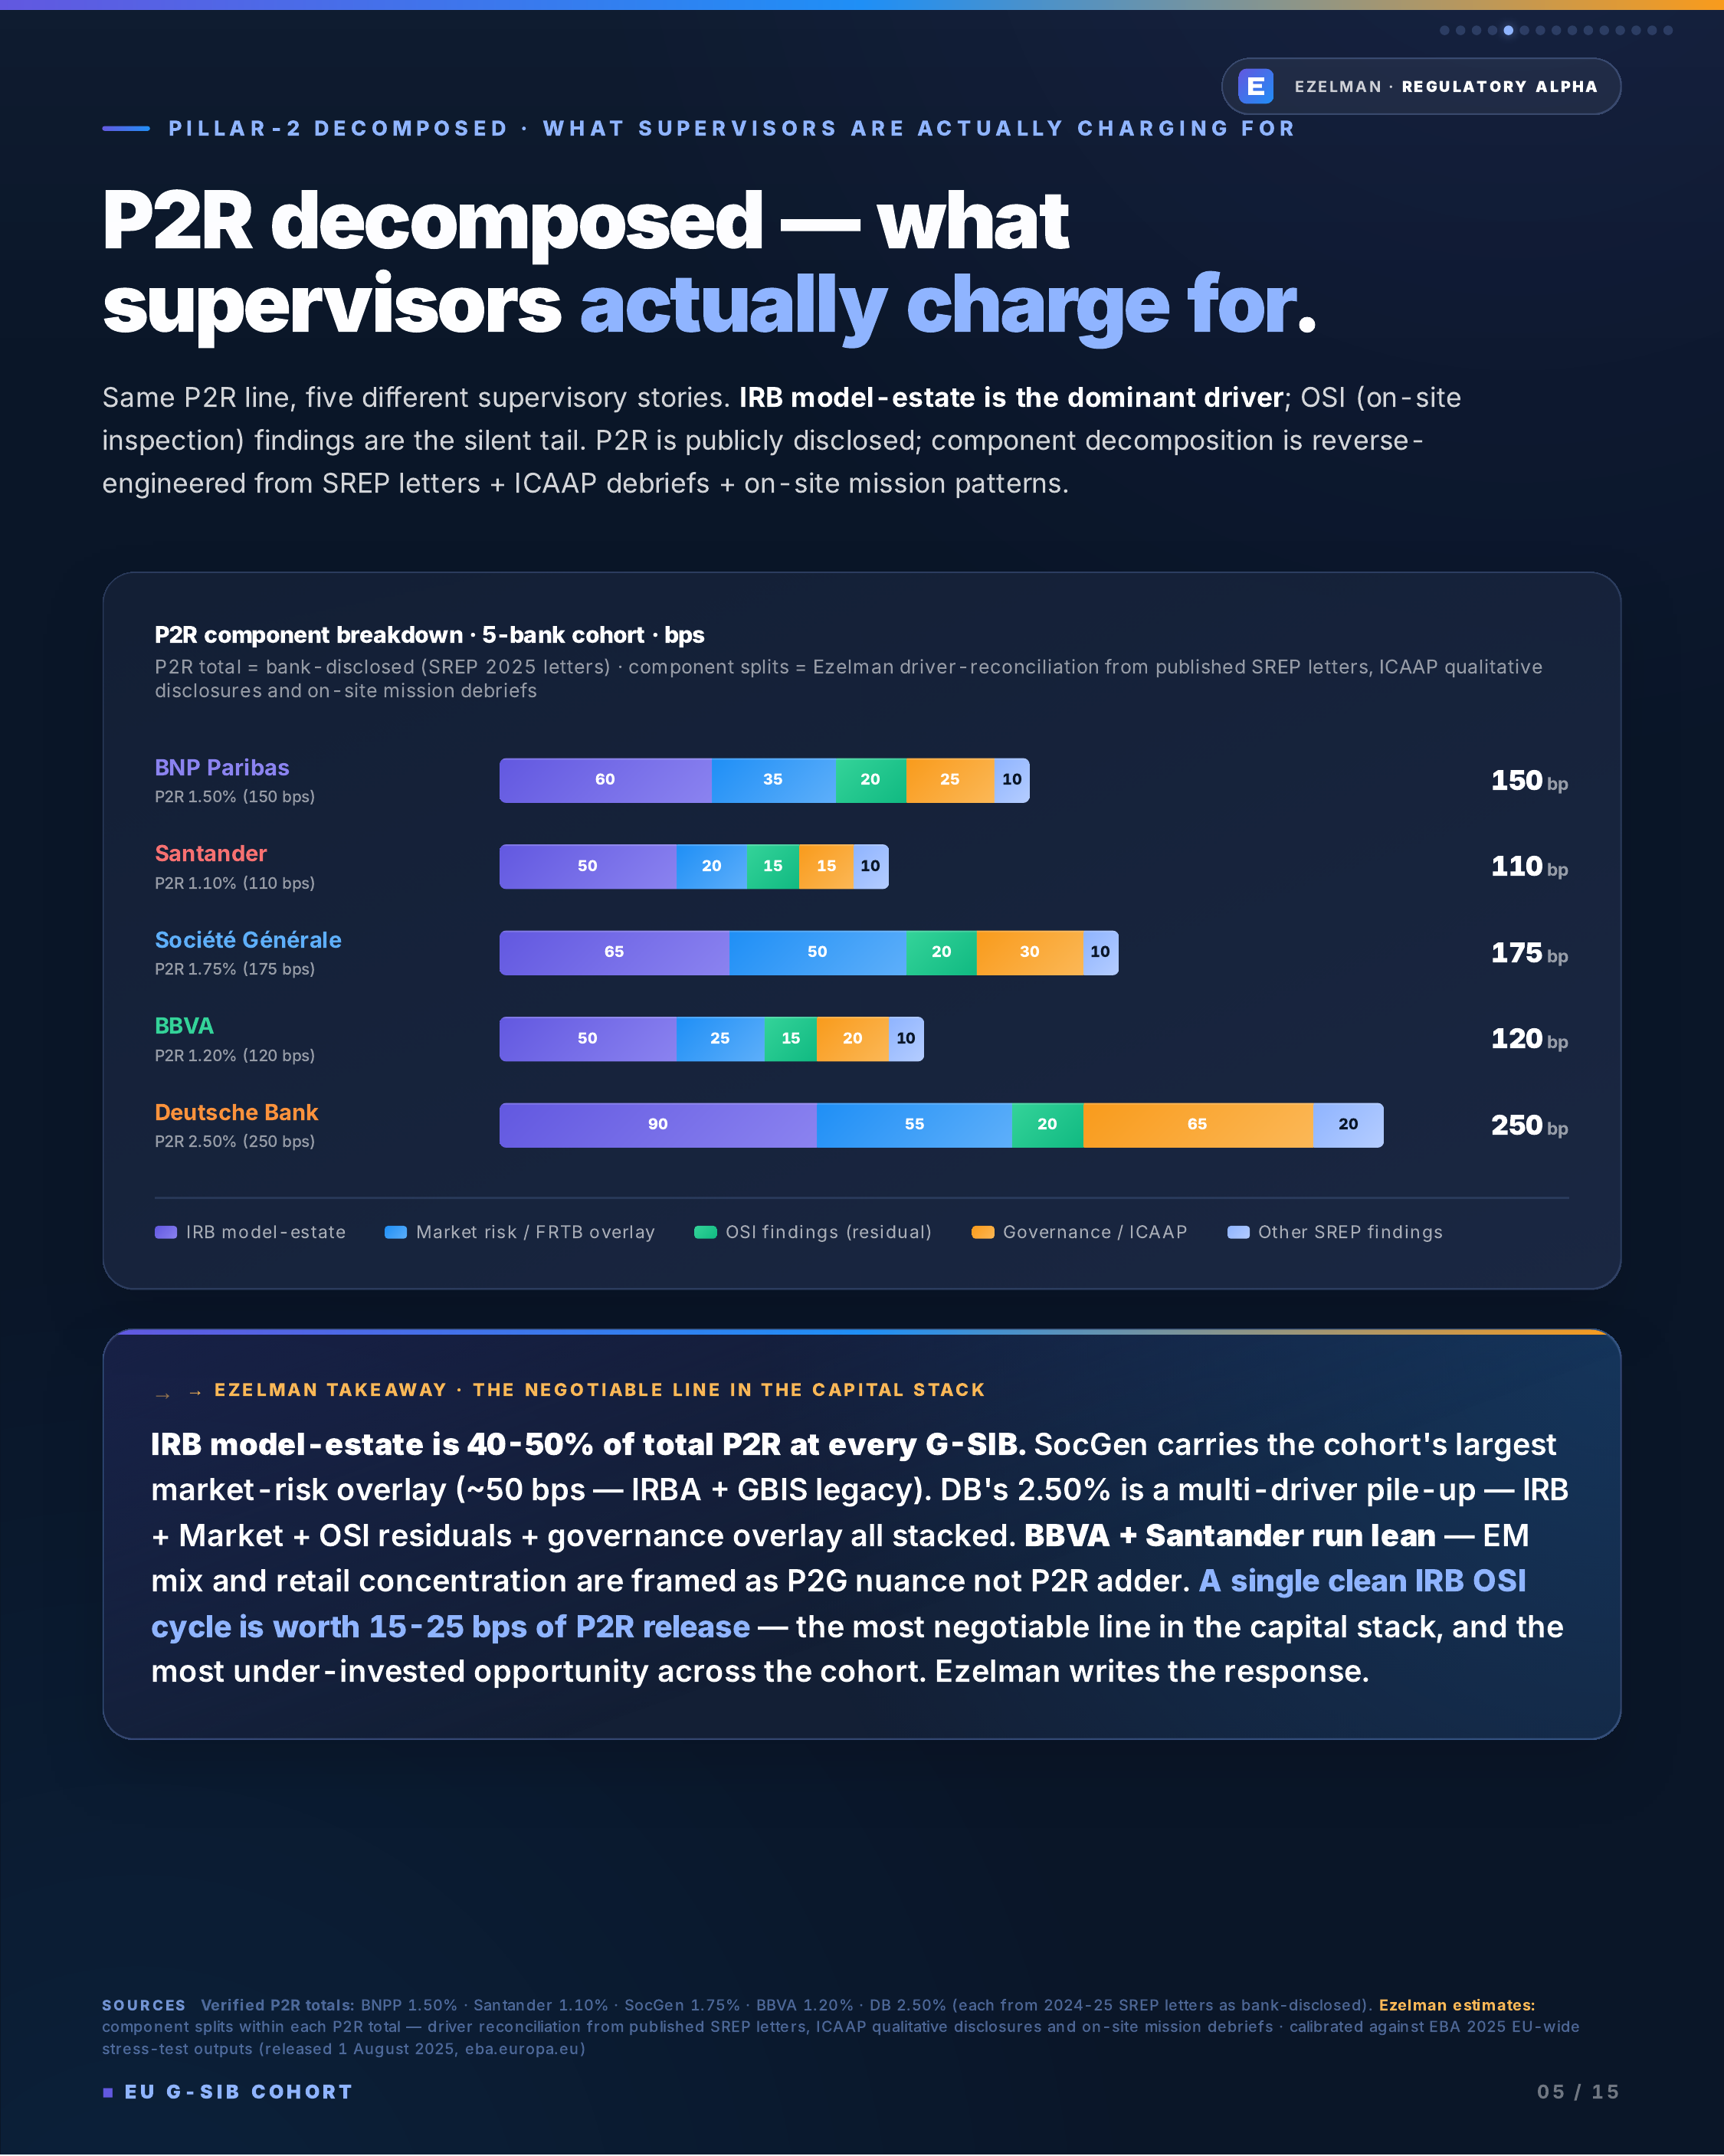 E EZELMAN · REGULATORY ALPHA
PILLAR-2 DECOMPOSED · WHAT SUPERVISORS ARE ACTUALLY CHARGING FOR
P2R decomposed — what
supervisors actually charge for.
Same P2R line, five different supervisory stories. IRB model-estate is the dominant driver; OSI (on-site
inspection) findings are the silent tail. P2R is publicly disclosed; component decomposition is reverse-
engineered from SREP letters + ICAAP debriefs + on-site mission patterns.
P2R component breakdown · 5-bank cohort · bps
P2R total = bank-disclosed (SREP 2025 letters) · component splits = Ezelman driver-reconciliation from published SREP letters, ICAAP qualitative
disclosures and on-site mission debriefs
BNP Paribas
P2R 1.50% (150 bps)
60 35 20 25 10
150 bp
Santander
P2R 1.10% (110 bps)
50 20 15 15 10
110 bp
Société Générale
P2R 1.75% (175 bps)
65 50 20 30 10
175 bp
BBVA
P2R 1.20% (120 bps)
50 25 15 20 10
120 bp
Deutsche Bank
P2R 2.50% (250 bps)
90 55 20 65 20
250 bp
IRB model-estate Market risk / FRTB overlay OSI findings (residual) Governance / ICAAP Other SREP findings
→ → EZELMAN TAKEAWAY · THE NEGOTIABLE LINE IN THE CAPITAL STACK
IRB model-estate is 40-50% of total P2R at every G-SIB. SocGen carries the cohort's largest
market-risk overlay (~50 bps — IRBA + GBIS legacy). DB's 2.50% is a multi-driver pile-up — IRB
+ Market + OSI residuals + governance overlay all stacked. BBVA + Santander run lean — EM
mix and retail concentration are framed as P2G nuance not P2R adder. A single clean IRB OSI
cycle is worth 15-25 bps of P2R release — the most negotiable line in the capital stack, and the
most under-invested opportunity across the cohort. Ezelman writes the response.
SOURCES Verified P2R totals: BNPP 1.50% · Santander 1.10% · SocGen 1.75% · BBVA 1.20% · DB 2.50% (each from 2024-25 SREP letters as bank-disclosed). Ezelman estimates:
component splits within each P2R total — driver reconciliation from published SREP letters, ICAAP qualitative disclosures and on-site mission debriefs · calibrated against EBA 2025 EU-wide
stress-test outputs (released 1 August 2025, eba.europa.eu)
EU G-SIB COHORT
05 / 15